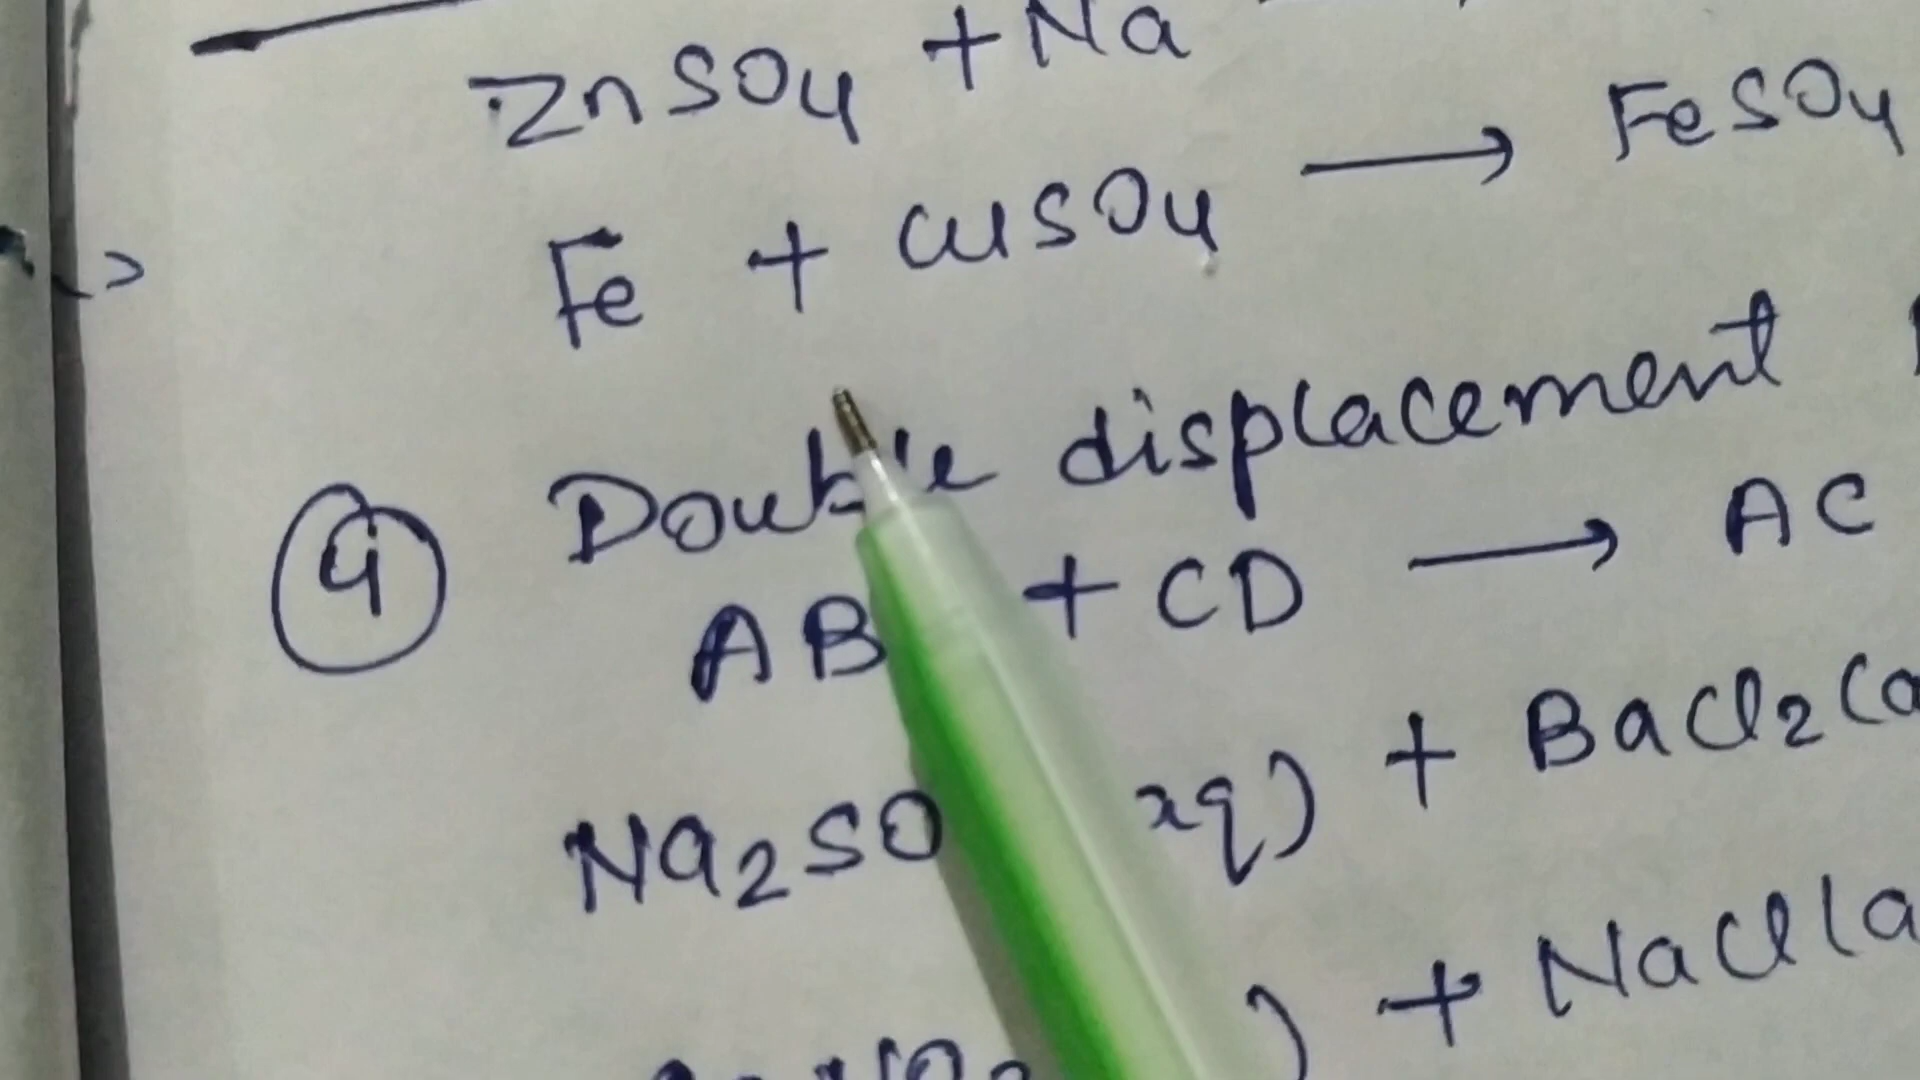 ZnSO4 + Na
Fe + CuSO4 → FeSO4
④ Double displacement
AB + CD → AC
Na2SO aq) + BaCl2(a
) + NaCl(a